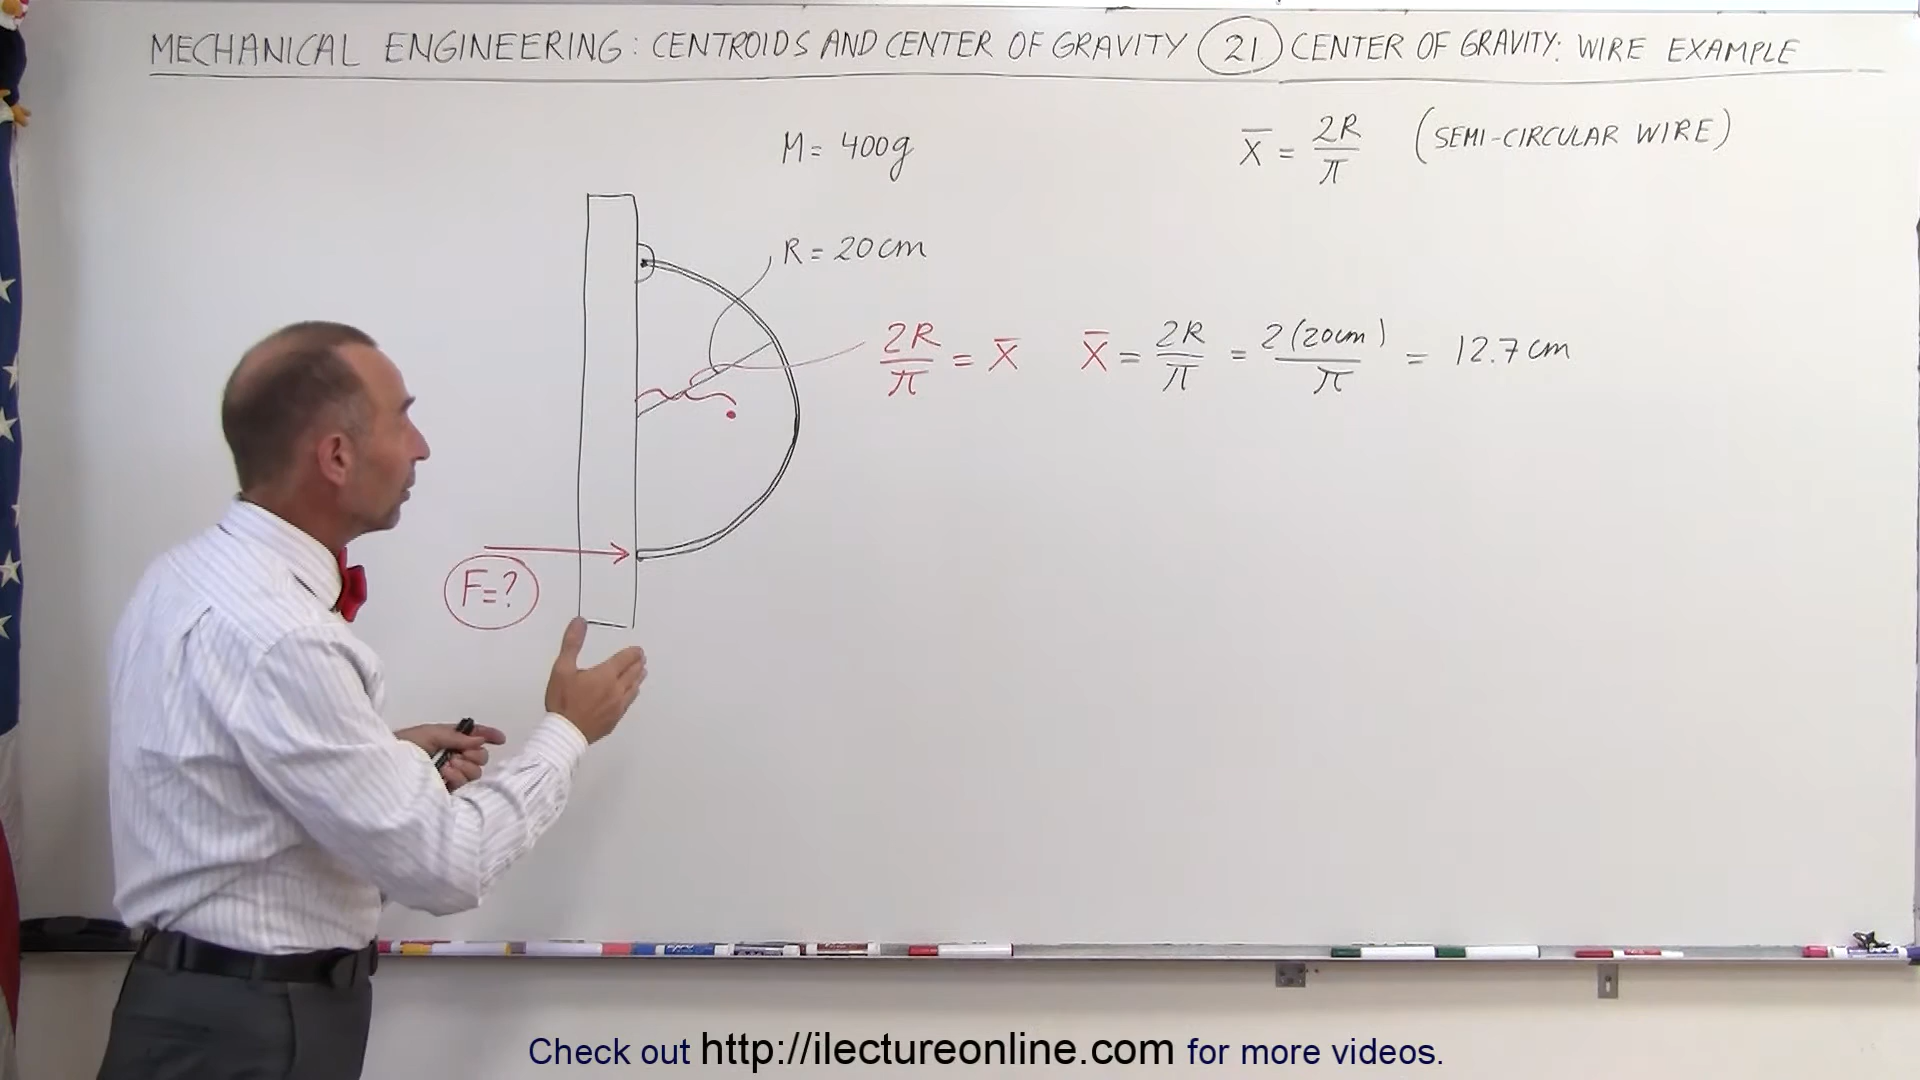 MECHANICAL ENGINEERING: CENTROIDS AND CENTER OF GRAVITY (21) CENTER OF GRAVITY: WIRE EXAMPLE
M = 400g
X̄ = 2R/π (SEMI-CIRCULAR WIRE)
R = 20cm
2R/π = X̄
X̄ = 2R/π = 2(20cm)/π = 12.7cm
F=?
Check out http://ilectureonline.com for more videos.